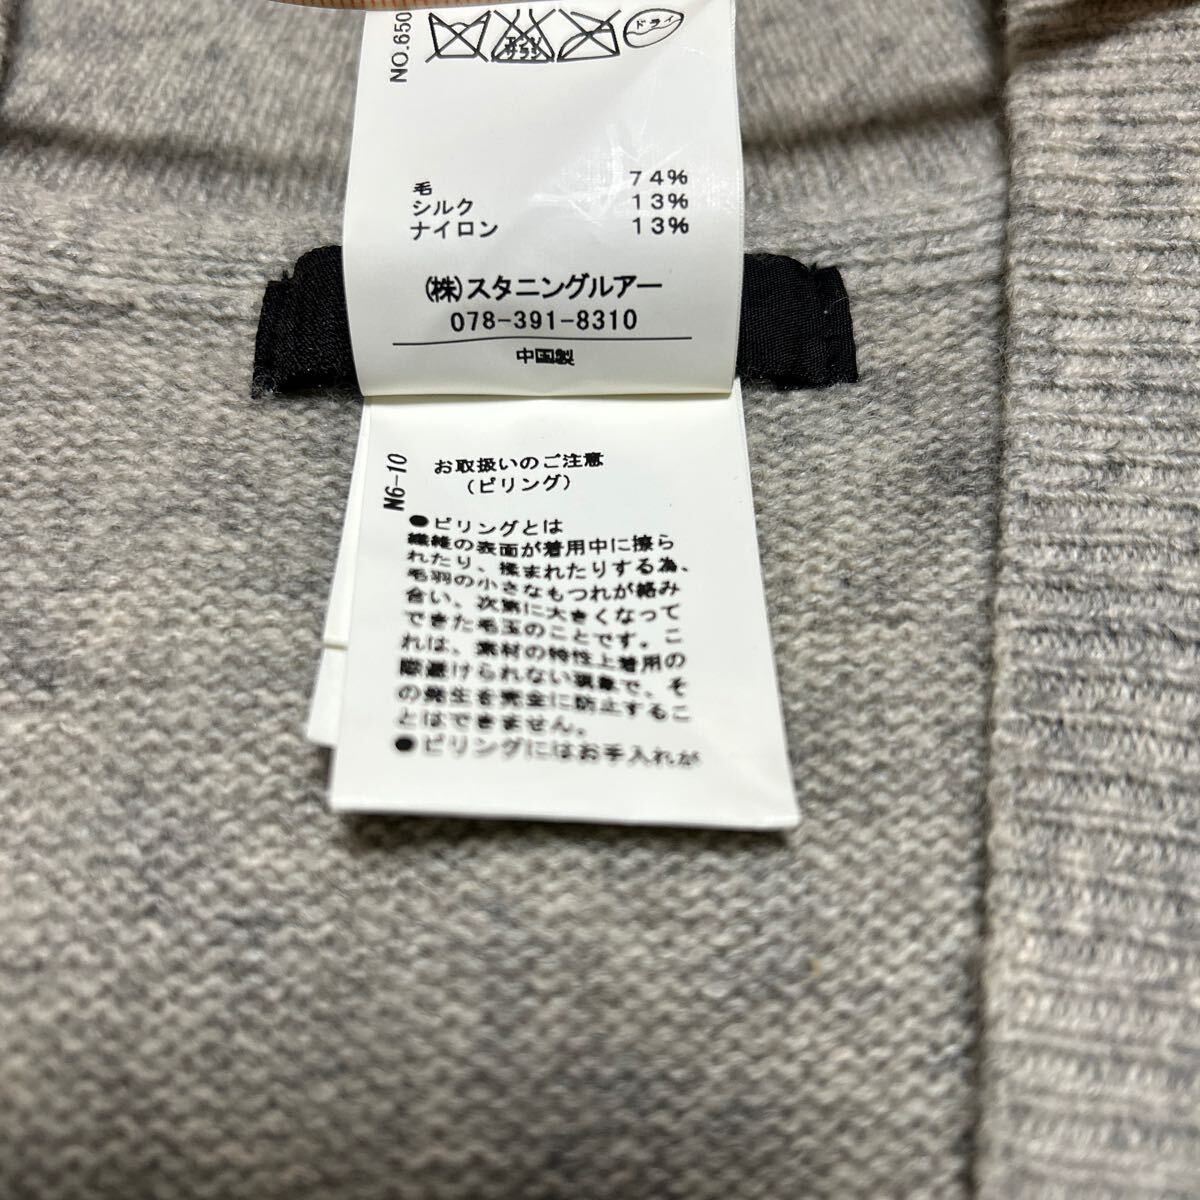 NO.650
エンソ
サラシ
ドライ
毛 74%
シルク 13%
ナイロン 13%
(株)スタニングルアー
078-391-8310
中国製
N6-10
お取扱いのご注意
(ピリング)
●ピリングとは
繊維の表面が着用中に擦ら
れたり、揉まれたりする為、
毛羽の小さなもつれが絡み
合い、次第に大きくなって
できた毛玉のことです。こ
れは、素材の特性上着用の
際避けられない現象で、そ
の発生を完全に防止するこ
とはできません。
●ピリングにはお手入れが